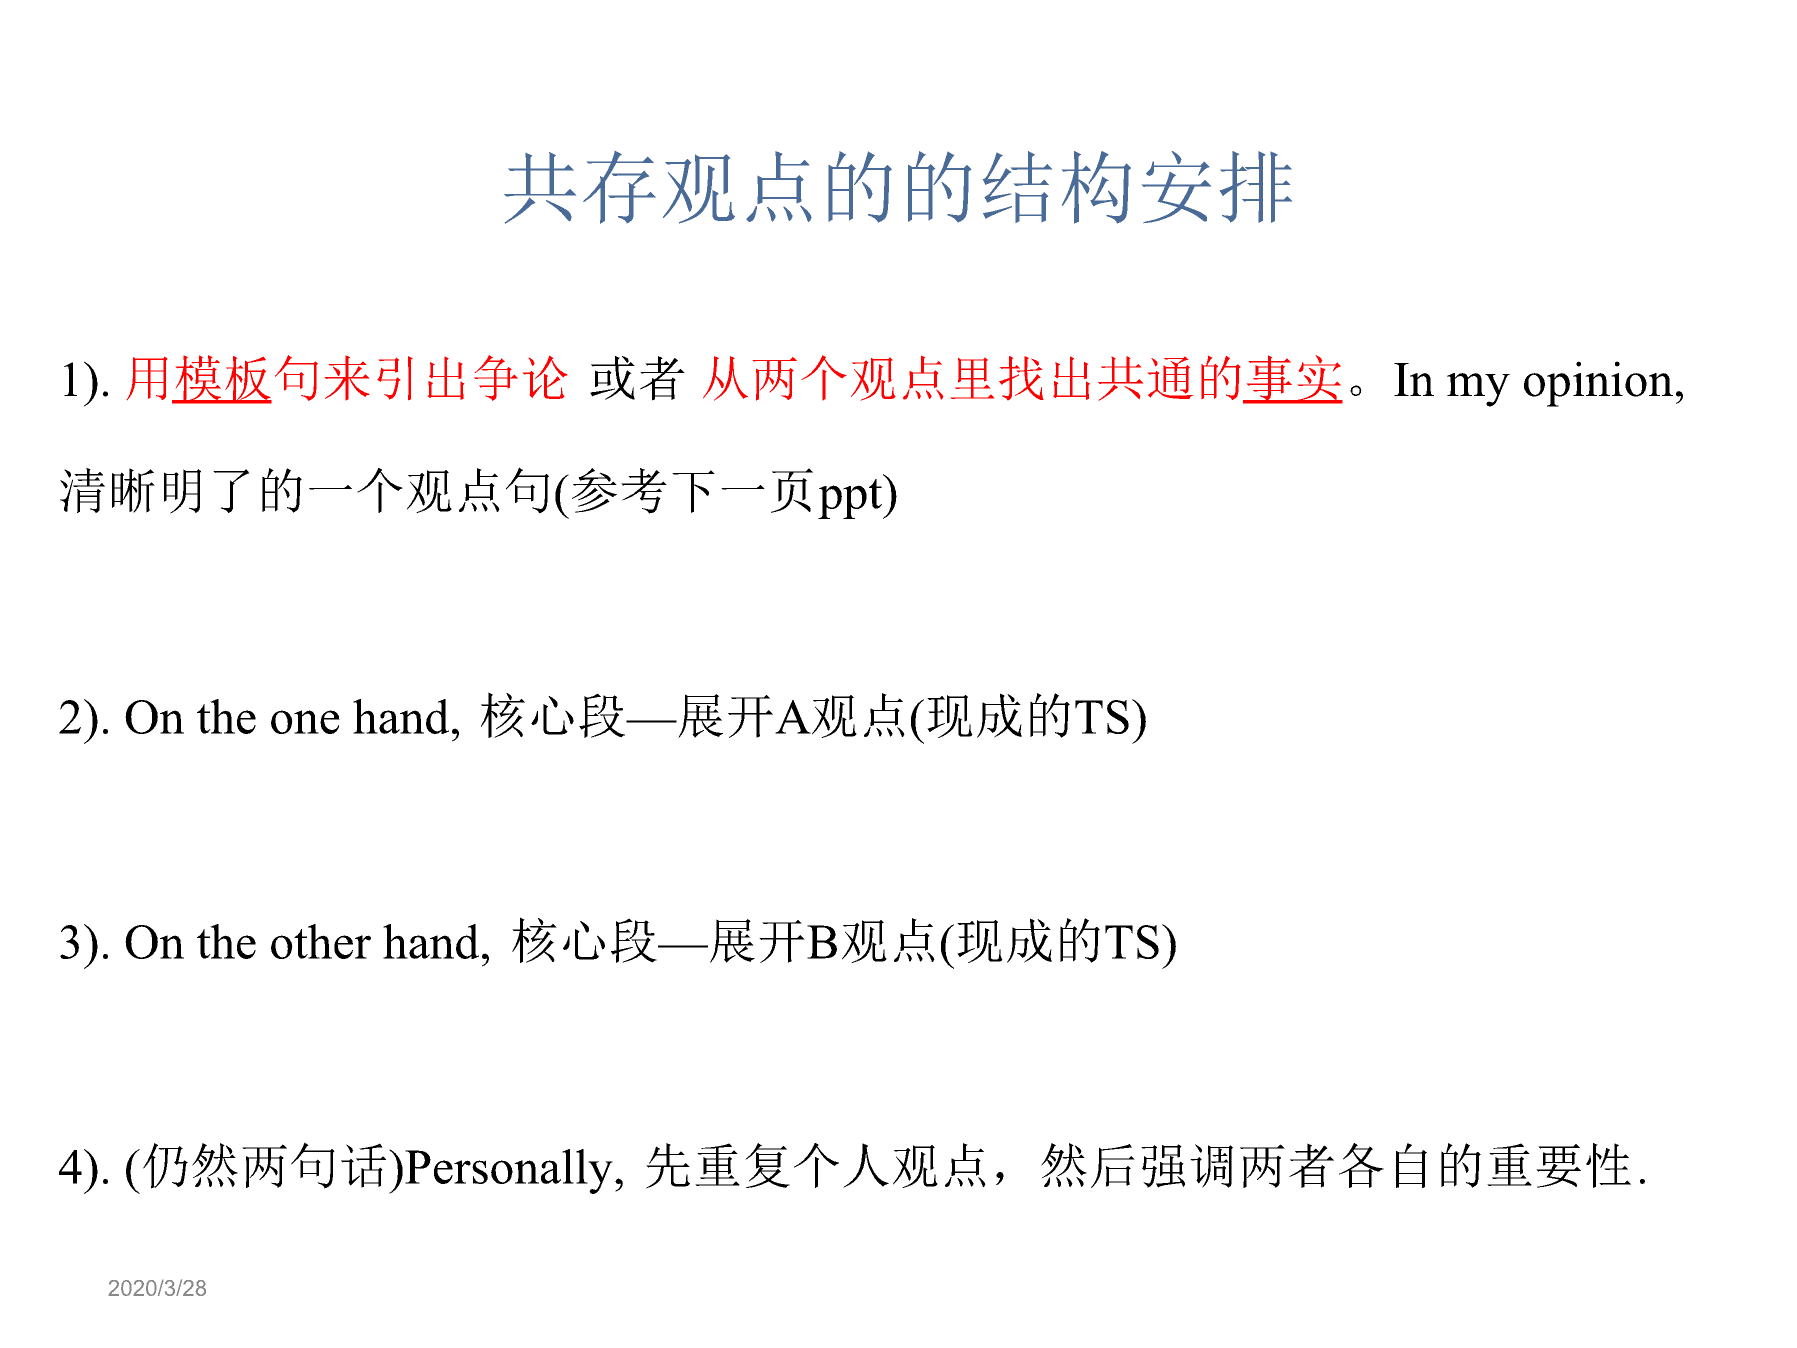 共存观点的的结构安排
1). 用模板句来引出争论 或者 从两个观点里找出共通的事实。In my opinion,
清晰明了的一个观点句(参考下一页ppt)
2). On the one hand, 核心段—展开A观点(现成的TS)
3). On the other hand, 核心段—展开B观点(现成的TS)
4). (仍然两句话)Personally, 先重复个人观点，然后强调两者各自的重要性.
2020/3/28